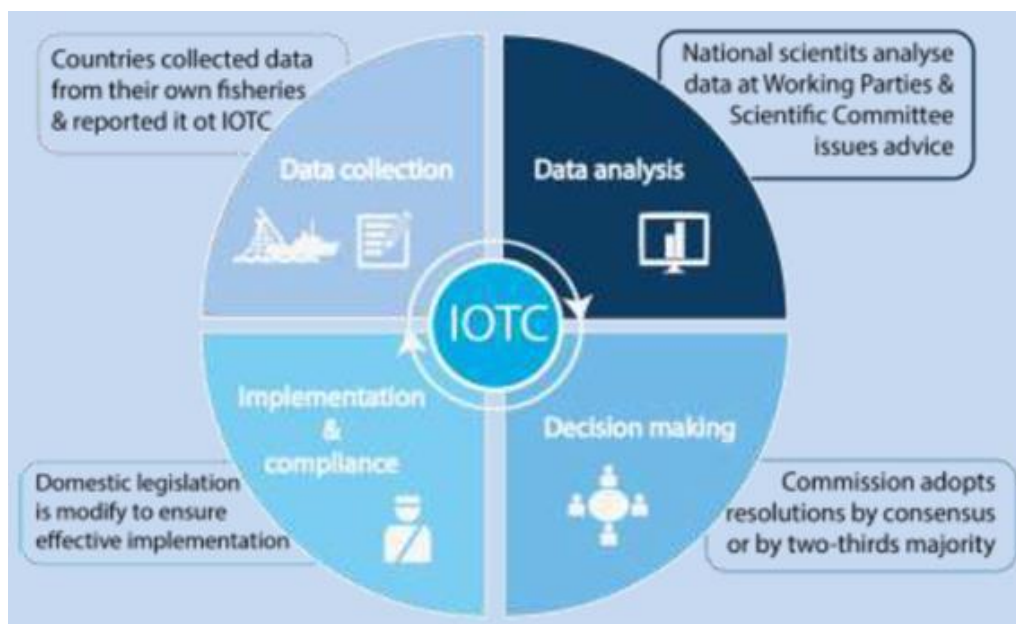 Countries collected data
from their own fisheries
& reported it ot IOTC
Data collection
National scientits analyse
data at Working Parties &
Scientific Committee
issues advice
Data analysis
IOTC
Implementation
&
compliance
Domestic legislation
is modify to ensure
effective implementation
Decision making
Commission adopts
resolutions by consensus
or by two-thirds majority